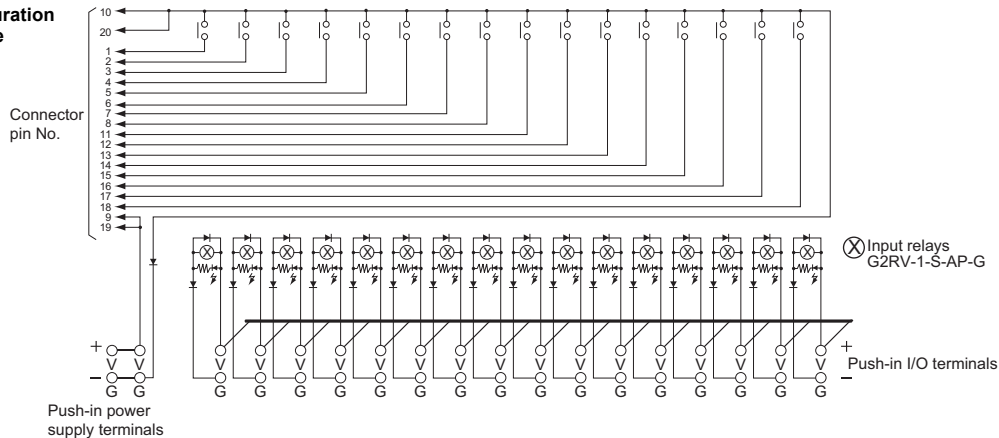 uration
e
10
20
1
2
3
4
5
6
7
8
11
12
13
14
15
16
17
18
9
19
Connector
pin No.
Input relays
G2RV-1-S-AP-G
+ V V
V V V V V V V V V V V V V V V V +
− G G
G G G G G G G G G G G G G G G G −
Push-in I/O terminals
Push-in power
supply terminals